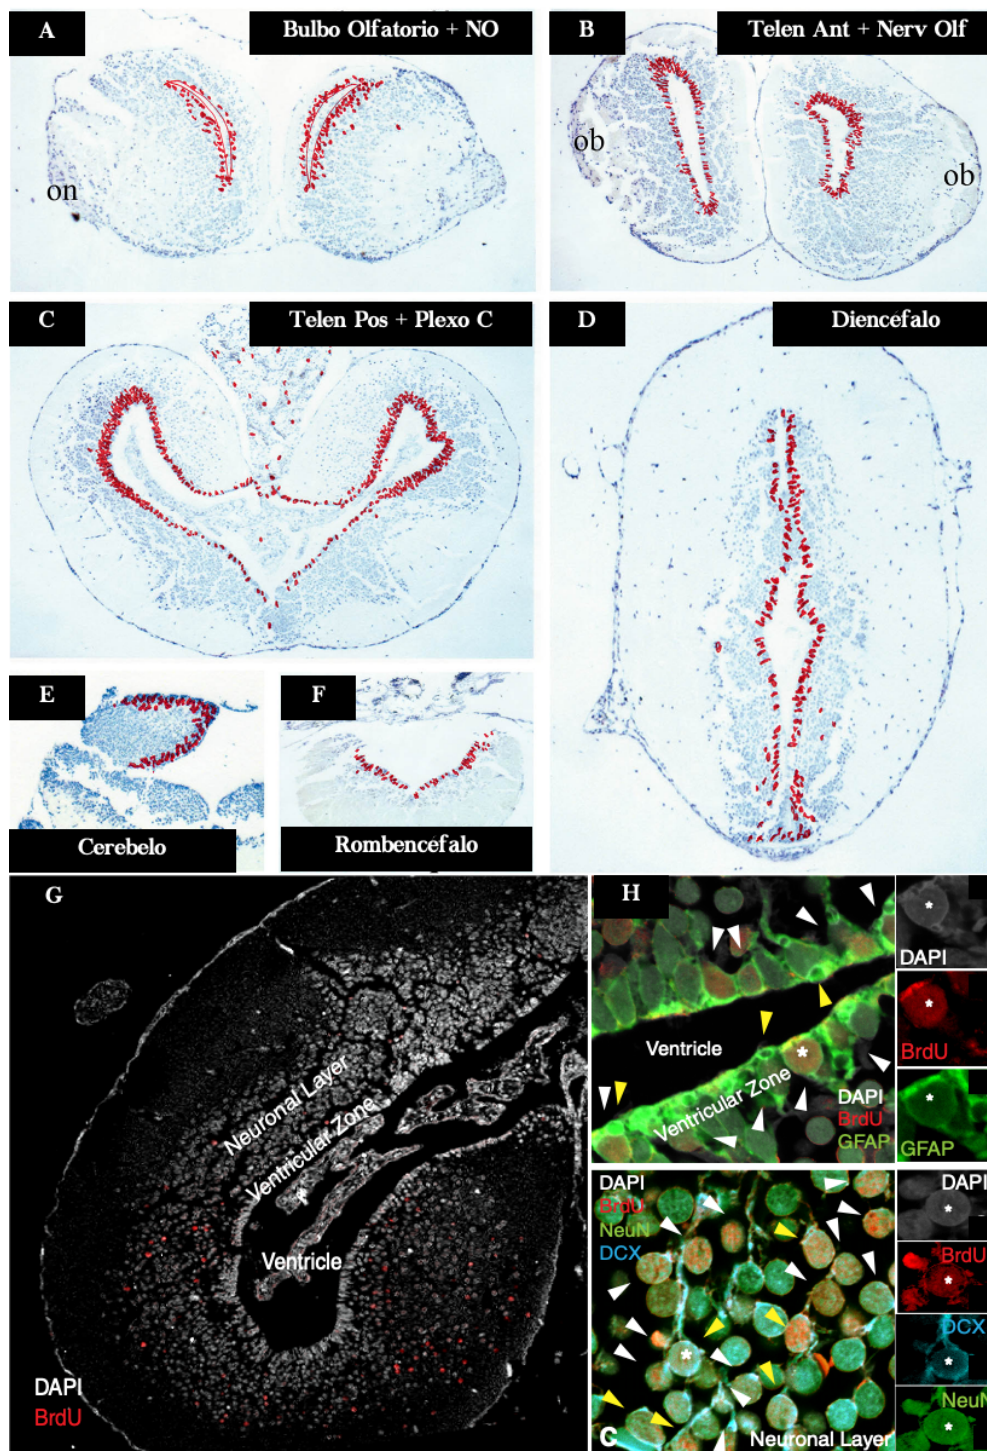 A
Bulbo Olfatorio + NO
on
B
Telen Ant + Nerv Olf
ob
ob
C
Telen Pos + Plexo C
D
Diencéfalo
E
Cerebelo
F
Rombencéfalo
G
Neuronal Layer
Ventricular Zone
Ventricle
DAPI
BrdU
H
Ventricle
Ventricular Zone
DAPI
BrdU
GFAP
*
*
DAPI
*
BrdU
*
GFAP
DAPI
BrdU
NeuN
DCX
*
C
Neuronal Layer
DAPI
*
BrdU
*
DCX
*
NeuN
*